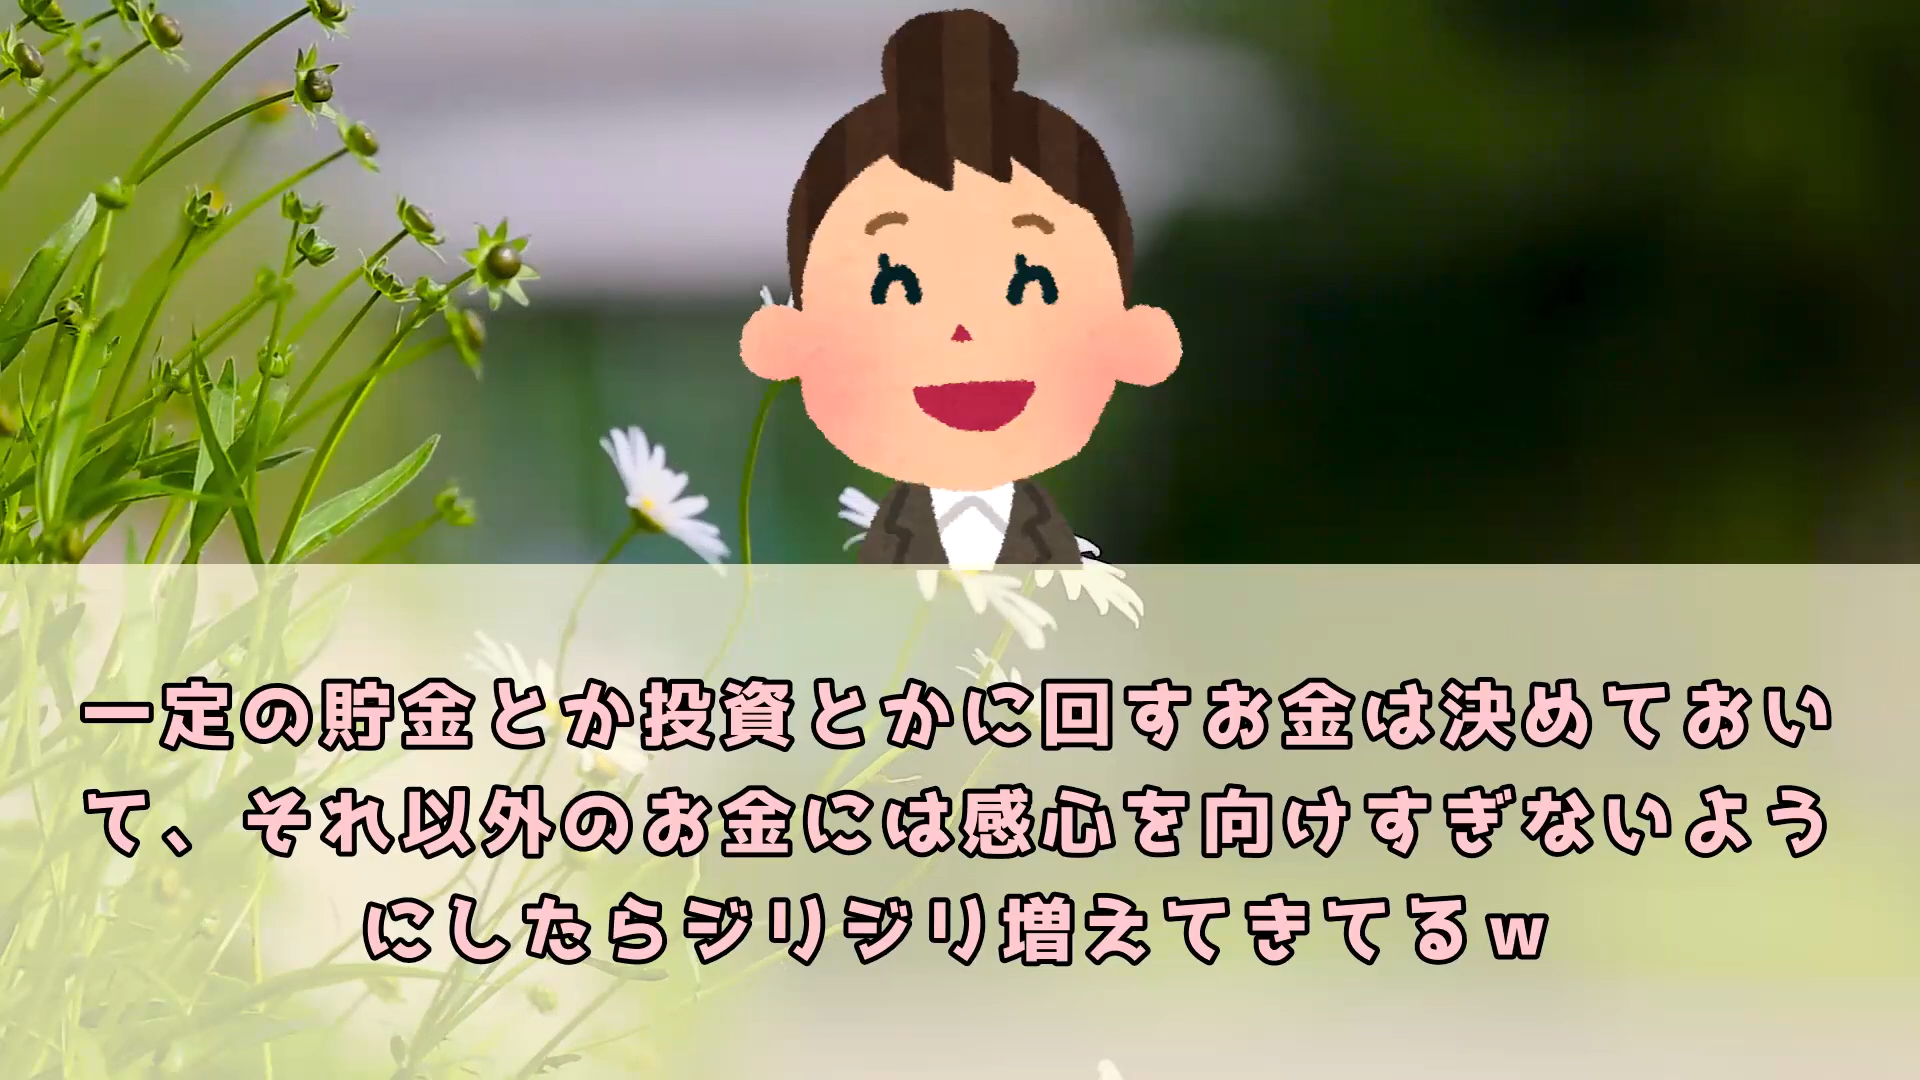 一定の貯金とか投資とかに回すお金は決めておい
て、それ以外のお金には感心を向けすぎないよう
にしたらジリジリ増えてきてるｗ